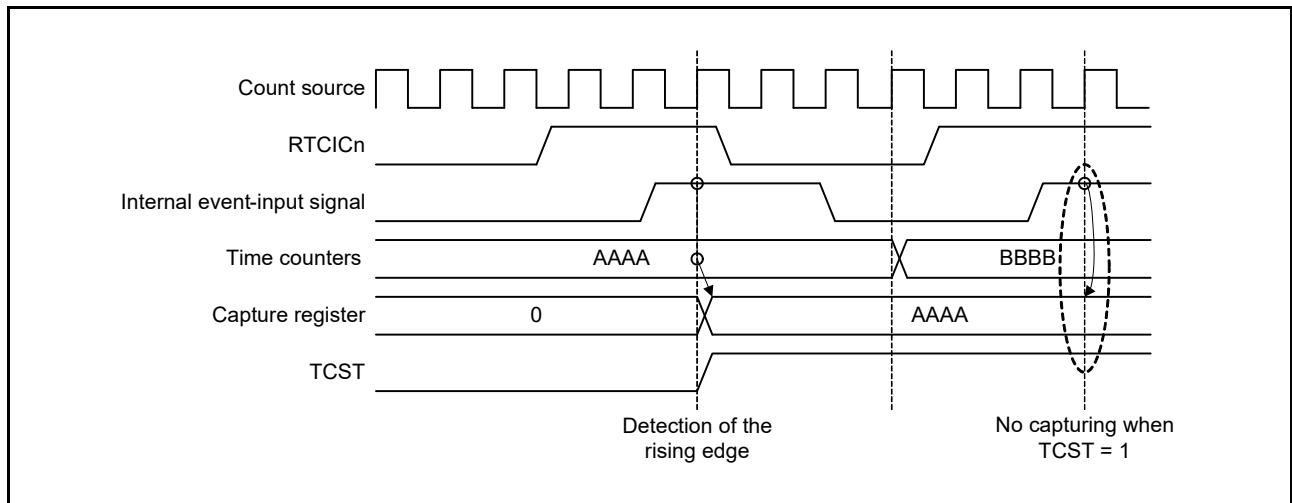 Count source
RTCICn
Internal event-input signal
Time counters
AAAA
BBBB
Capture register
0
AAAA
TCST
Detection of the
rising edge
No capturing when
TCST = 1